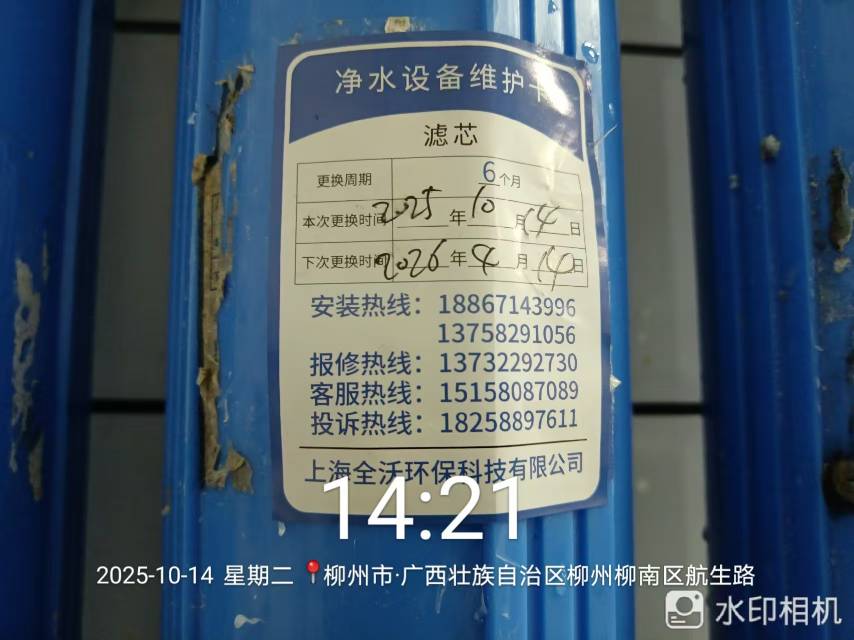 净水设备维护卡
滤芯
更换周期 6个月
本次更换时间 2025年10月14日
下次更换时间 2026年4月14日
安装热线：18867143996
13758291056
报修热线：13732292730
客服热线：15158087089
投诉热线：18258897611
上海全沃环保科技有限公司
14:21
2025-10-14 星期二 柳州市·广西壮族自治区柳州柳南区航生路
水印相机